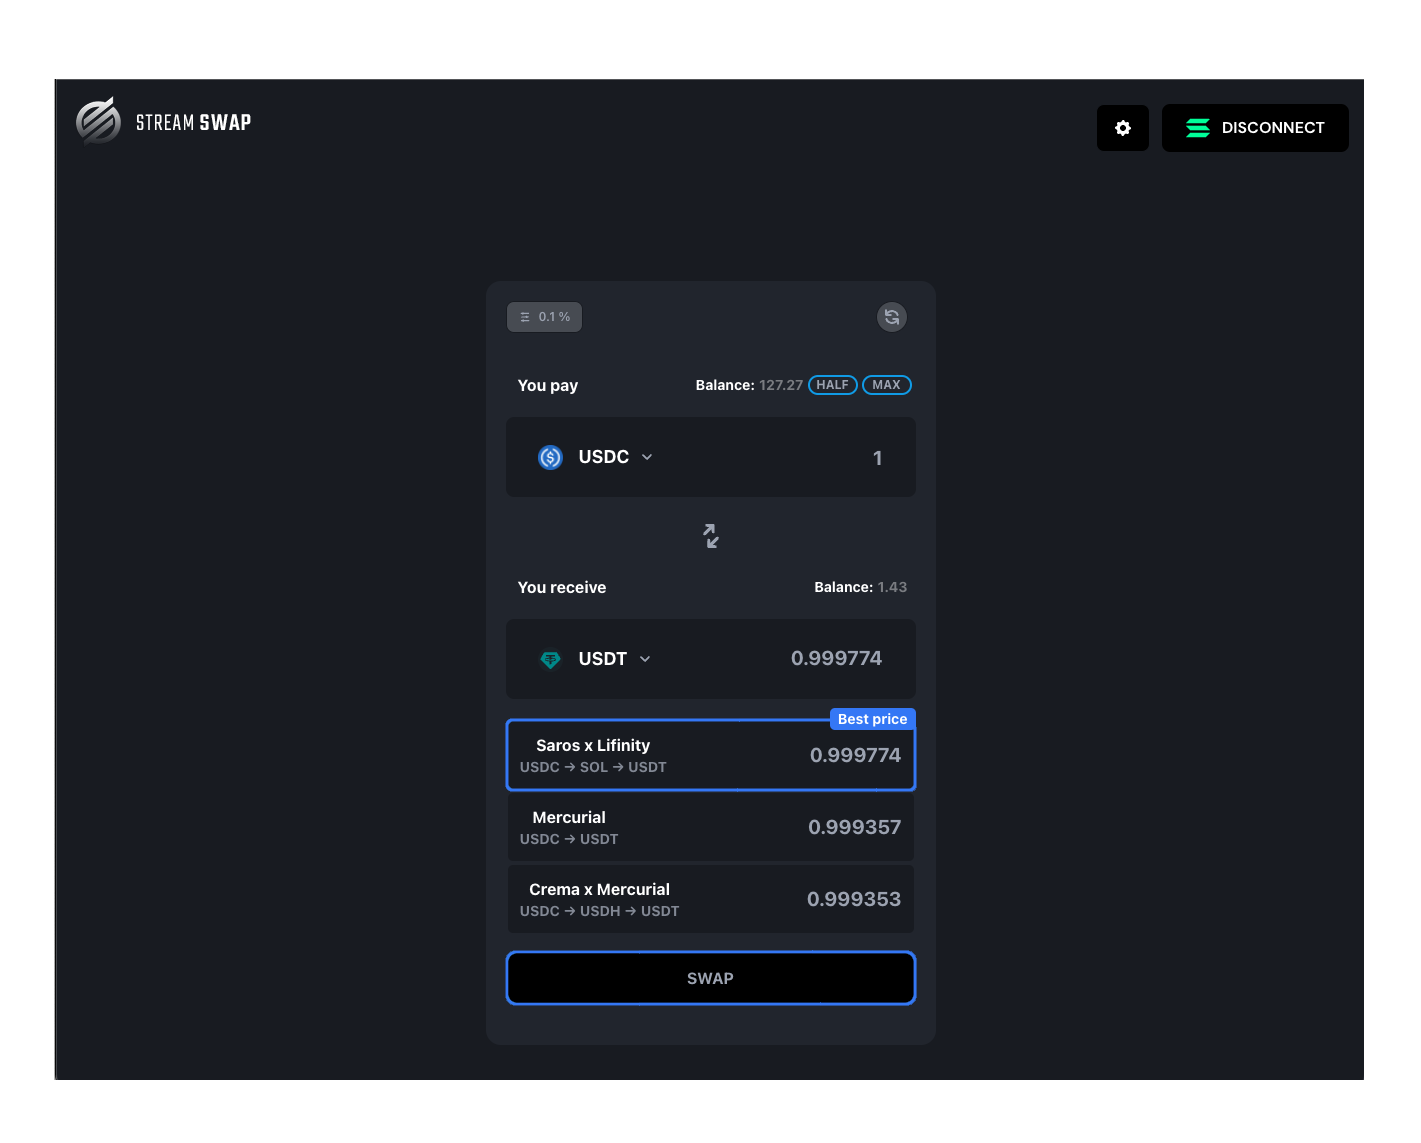 STREAM SWAP
DISCONNECT
0.1 %
You pay
Balance: 127.27 HALF MAX
USDC 1
You receive
Balance: 1.43
USDT 0.999774
Best price
Saros x Lifinity
USDC → SOL → USDT
0.999774
Mercurial
USDC → USDT
0.999357
Crema x Mercurial
USDC → USDH → USDT
0.999353
SWAP